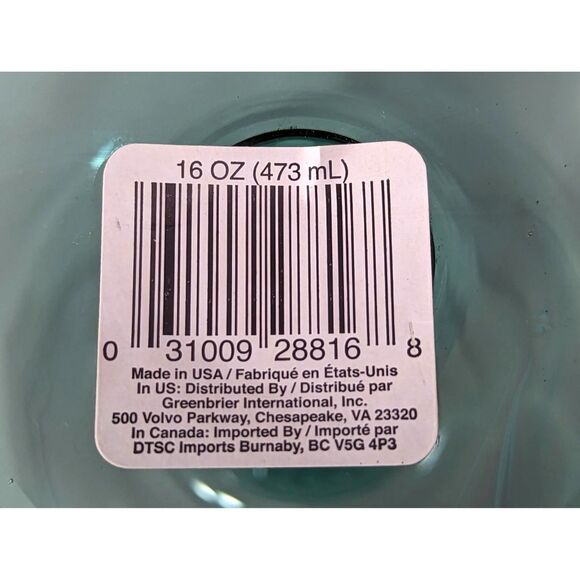 16 OZ (473 mL)
0 31009 28816 8
Made in USA / Fabriqué en États-Unis
In US: Distributed By / Distribué par
Greenbrier International, Inc.
500 Volvo Parkway, Chesapeake, VA 23320
In Canada: Imported By / Importé par
DTSC Imports Burnaby, BC V5G 4P3